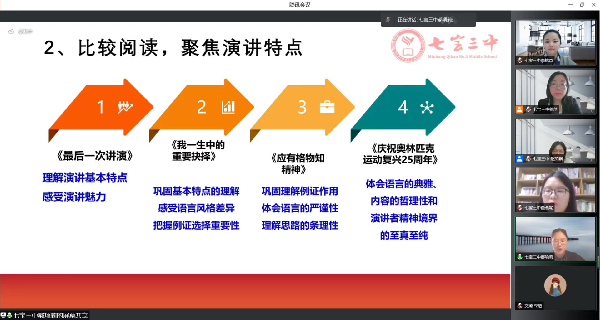 腾讯会议
2、比较阅读，聚焦演讲特点
七宝三中
1
2
3
4
《最后一次讲演》
理解演讲基本特点
感受演讲魅力
《我一生中的
重要抉择》
巩固基本特点的理解
感受语言风格差异
把握例证选择重要性
《应有格物致知
精神》
巩固理解例证作用
体会语言的严谨性
理解思路的条理性
《庆祝奥林匹克
运动复兴25周年》
体会语言的典雅、
内容的哲理性和
演讲者精神境界
的至真至纯